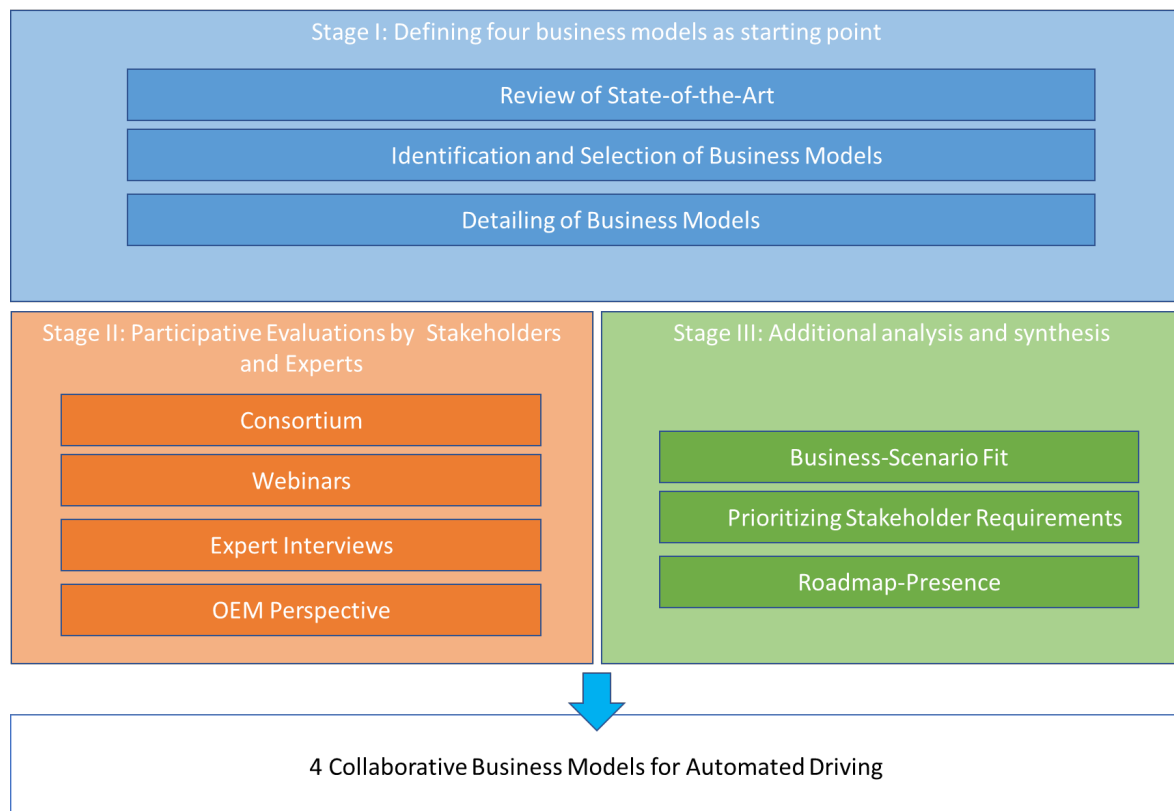 Stage I: Defining four business models as starting point
Review of State-of-the-Art
Identification and Selection of Business Models
Detailing of Business Models
Stage II: Participative Evaluations by Stakeholders
and Experts
Consortium
Webinars
Expert Interviews
OEM Perspective
Stage III: Additional analysis and synthesis
Business-Scenario Fit
Prioritizing Stakeholder Requirements
Roadmap-Presence
4 Collaborative Business Models for Automated Driving